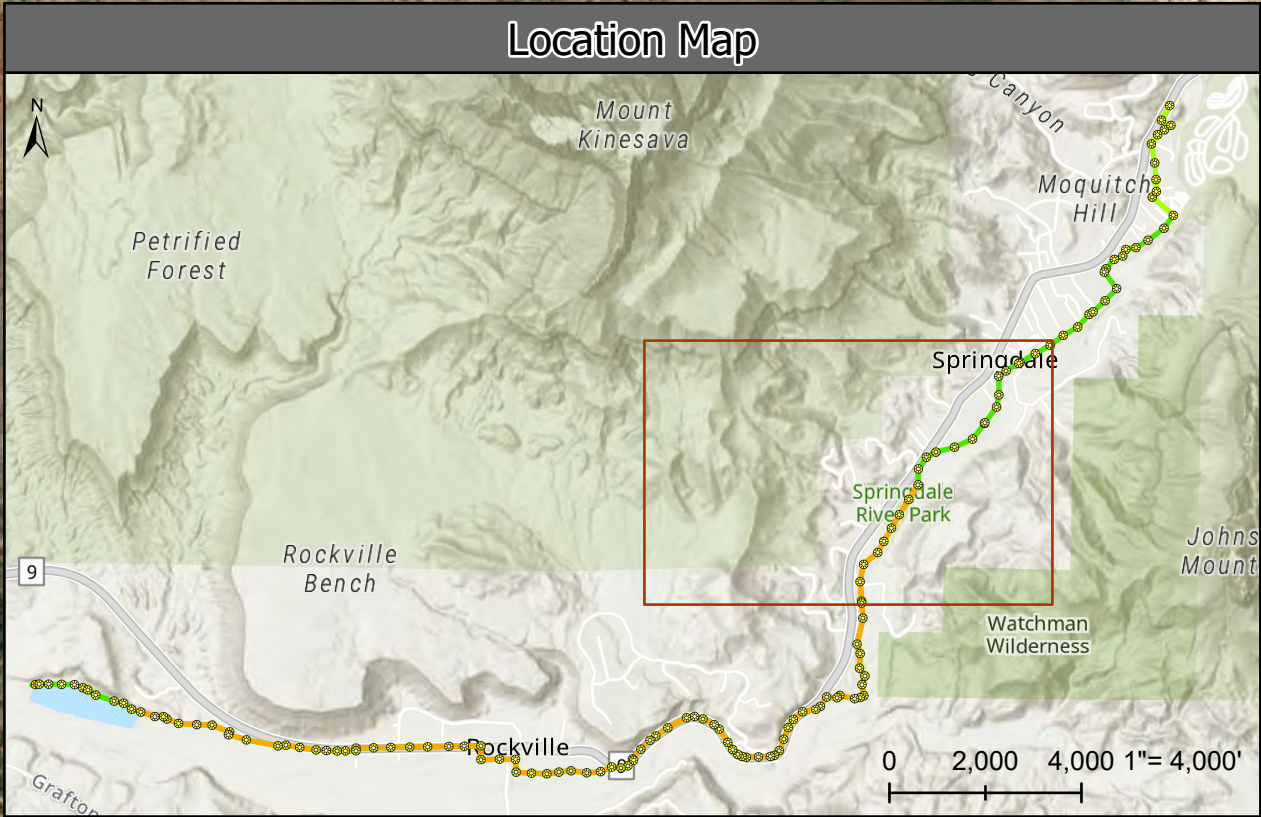 Location Map
N
Canyon
Mount
Kinesava
Moquitch
Hill
Petrified
Forest
Springdale
Springdale
River Park
Johns
Mount
Rockville
Bench
9
Watchman
Wilderness
Rockville
0 2,000 4,000 1"= 4,000'
Grafton